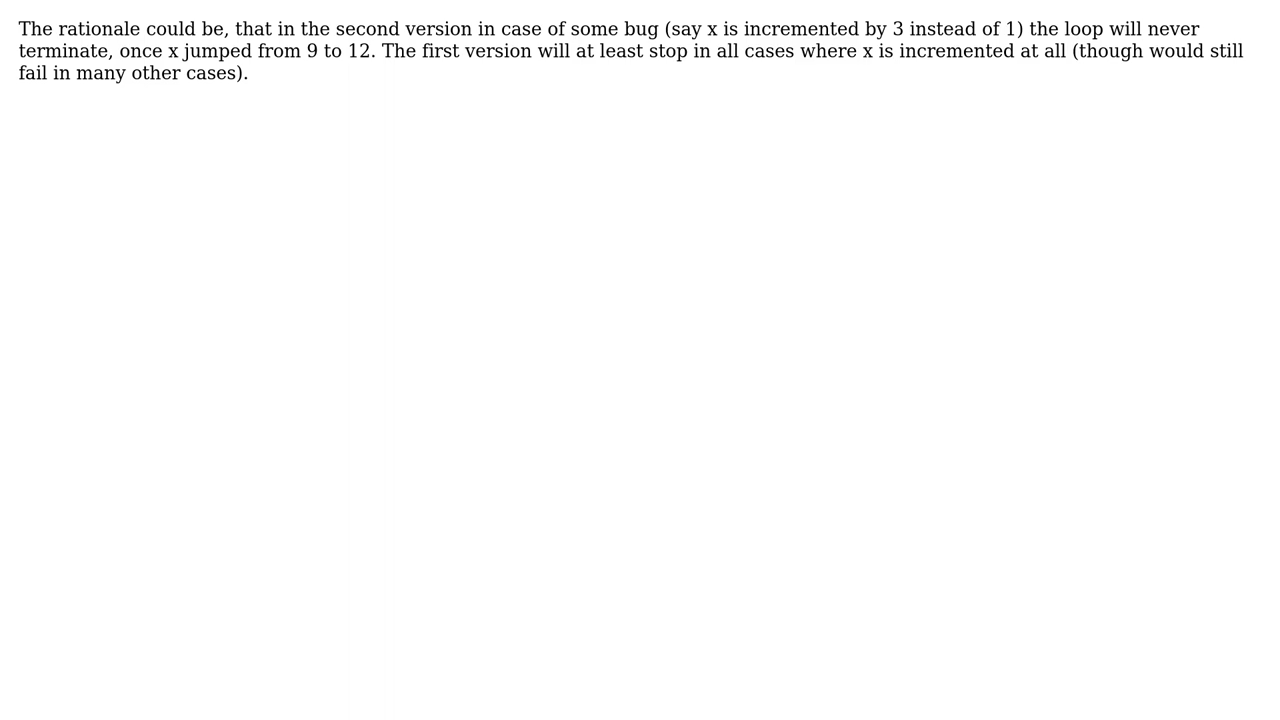 The rationale could be, that in the second version in case of some bug (say x is incremented by 3 instead of 1) the loop will never
terminate, once x jumped from 9 to 12. The first version will at least stop in all cases where x is incremented at all (though would still
fail in many other cases).